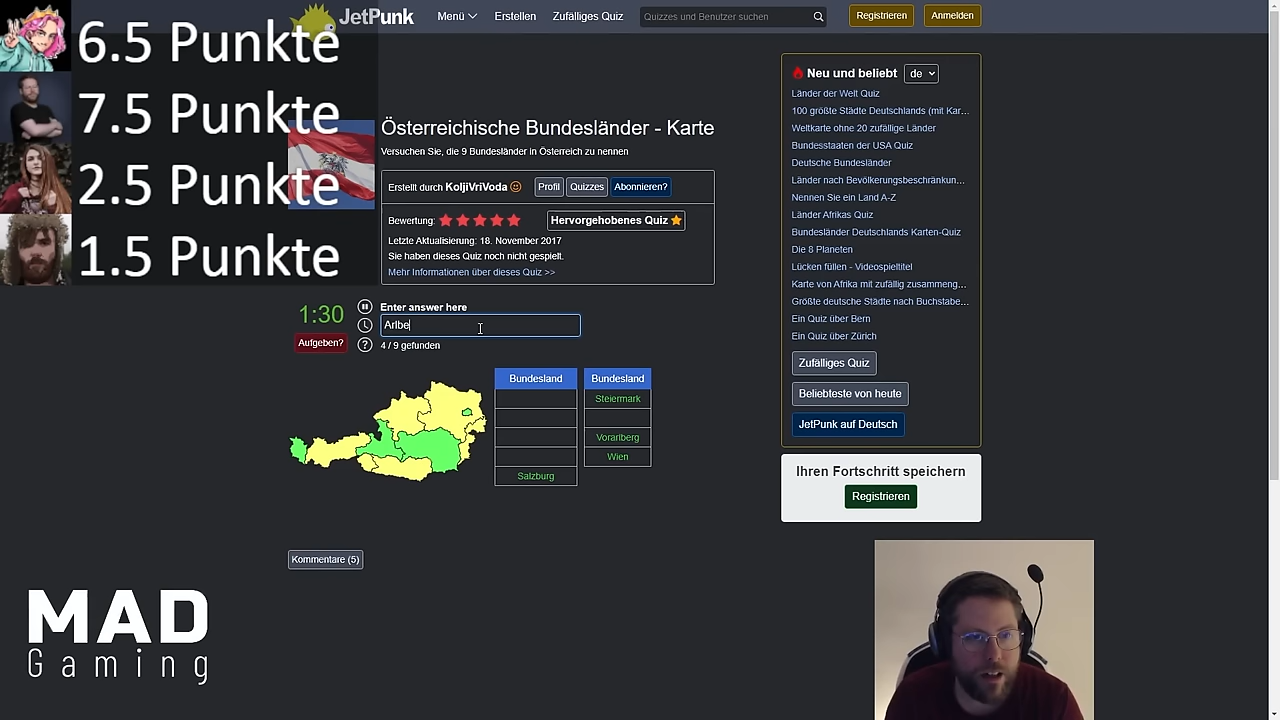 6.5 Punkte
7.5 Punkte
2.5 Punkte
1.5 Punkte
JetPunk
Menü
Erstellen
Zufälliges Quiz
Quizzes und Benutzer suchen
Registrieren
Anmelden
Österreichische Bundesländer - Karte
Versuchen Sie, die 9 Bundesländer in Österreich zu nennen
Erstellt durch KoljiVriVoda
Profil
Quizzes
Abonnieren?
Bewertung:
Hervorgehobenes Quiz
Letzte Aktualisierung: 18. November 2017
Sie haben dieses Quiz noch nicht gespielt.
Mehr Informationen über dieses Quiz >>
1:30
Aufgeben?
Enter answer here
Arlbe
4 / 9 gefunden
Bundesland
Salzburg
Bundesland
Steiermark
Vorarlberg
Wien
Kommentare (5)
Neu und beliebt
de
Länder der Welt Quiz
100 größte Städte Deutschlands (mit Kar...
Weltkarte ohne 20 zufällige Länder
Bundesstaaten der USA Quiz
Deutsche Bundesländer
Länder nach Bevölkerungsbeschränkun...
Nennen Sie ein Land A-Z
Länder Afrikas Quiz
Bundesländer Deutschlands Karten-Quiz
Die 8 Planeten
Lücken füllen - Videospieltitel
Karte von Afrika mit zufällig zusammeng...
Größte deutsche Städte nach Buchstabe...
Ein Quiz über Bern
Ein Quiz über Zürich
Zufälliges Quiz
Beliebteste von heute
JetPunk auf Deutsch
Ihren Fortschritt speichern
Registrieren
MAD
Gaming